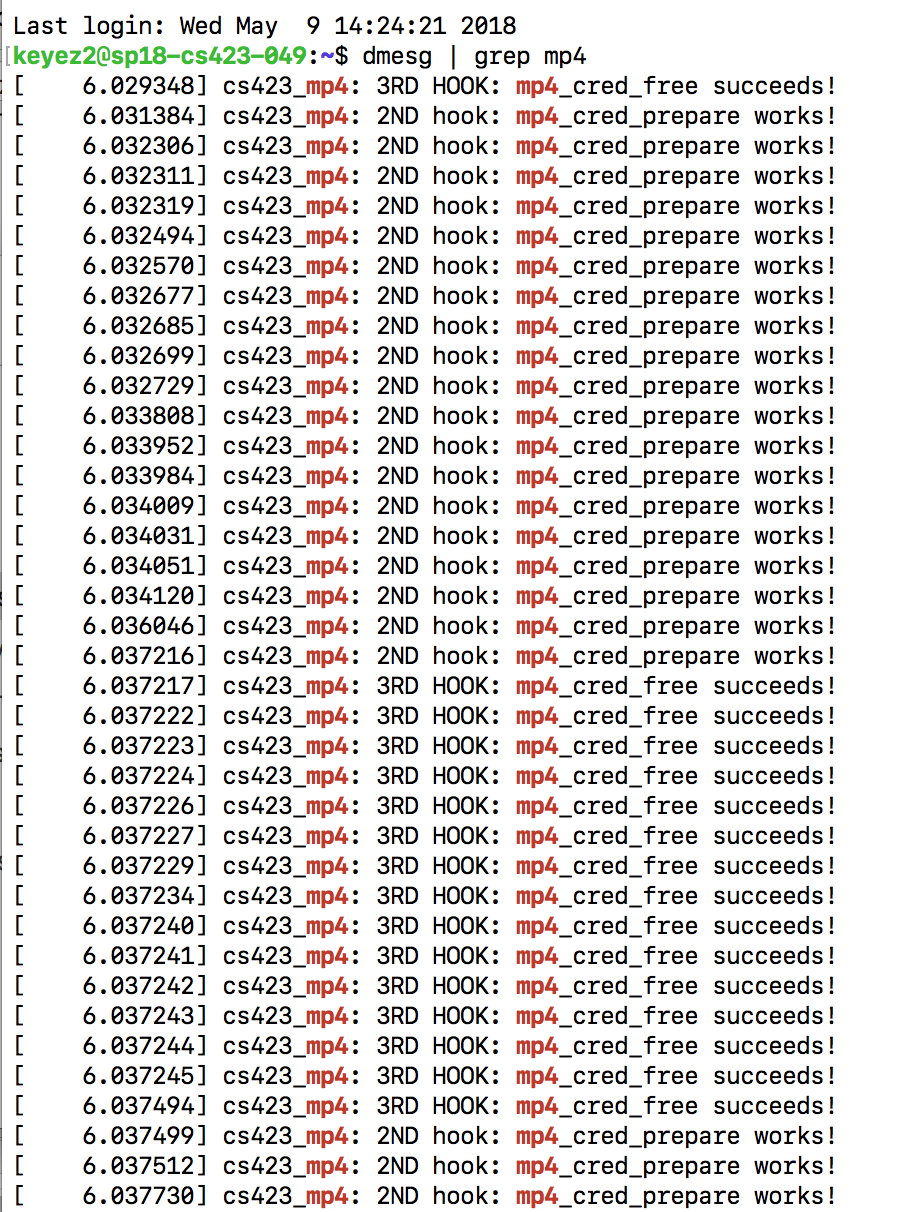 Last login: Wed May  9 14:24:21 2018
[keyez2@sp18-cs423-049:~$ dmesg | grep mp4
[    6.029348] cs423_mp4: 3RD HOOK: mp4_cred_free succeeds!
[    6.031384] cs423_mp4: 2ND hook: mp4_cred_prepare works!
[    6.032306] cs423_mp4: 2ND hook: mp4_cred_prepare works!
[    6.032311] cs423_mp4: 2ND hook: mp4_cred_prepare works!
[    6.032319] cs423_mp4: 2ND hook: mp4_cred_prepare works!
[    6.032494] cs423_mp4: 2ND hook: mp4_cred_prepare works!
[    6.032570] cs423_mp4: 2ND hook: mp4_cred_prepare works!
[    6.032677] cs423_mp4: 2ND hook: mp4_cred_prepare works!
[    6.032685] cs423_mp4: 2ND hook: mp4_cred_prepare works!
[    6.032699] cs423_mp4: 2ND hook: mp4_cred_prepare works!
[    6.032729] cs423_mp4: 2ND hook: mp4_cred_prepare works!
[    6.033808] cs423_mp4: 2ND hook: mp4_cred_prepare works!
[    6.033952] cs423_mp4: 2ND hook: mp4_cred_prepare works!
[    6.033984] cs423_mp4: 2ND hook: mp4_cred_prepare works!
[    6.034009] cs423_mp4: 2ND hook: mp4_cred_prepare works!
[    6.034031] cs423_mp4: 2ND hook: mp4_cred_prepare works!
[    6.034051] cs423_mp4: 2ND hook: mp4_cred_prepare works!
[    6.034120] cs423_mp4: 2ND hook: mp4_cred_prepare works!
[    6.036046] cs423_mp4: 2ND hook: mp4_cred_prepare works!
[    6.037216] cs423_mp4: 2ND hook: mp4_cred_prepare works!
[    6.037217] cs423_mp4: 3RD HOOK: mp4_cred_free succeeds!
[    6.037222] cs423_mp4: 3RD HOOK: mp4_cred_free succeeds!
[    6.037223] cs423_mp4: 3RD HOOK: mp4_cred_free succeeds!
[    6.037224] cs423_mp4: 3RD HOOK: mp4_cred_free succeeds!
[    6.037226] cs423_mp4: 3RD HOOK: mp4_cred_free succeeds!
[    6.037227] cs423_mp4: 3RD HOOK: mp4_cred_free succeeds!
[    6.037229] cs423_mp4: 3RD HOOK: mp4_cred_free succeeds!
[    6.037234] cs423_mp4: 3RD HOOK: mp4_cred_free succeeds!
[    6.037240] cs423_mp4: 3RD HOOK: mp4_cred_free succeeds!
[    6.037241] cs423_mp4: 3RD HOOK: mp4_cred_free succeeds!
[    6.037242] cs423_mp4: 3RD HOOK: mp4_cred_free succeeds!
[    6.037243] cs423_mp4: 3RD HOOK: mp4_cred_free succeeds!
[    6.037244] cs423_mp4: 3RD HOOK: mp4_cred_free succeeds!
[    6.037245] cs423_mp4: 3RD HOOK: mp4_cred_free succeeds!
[    6.037494] cs423_mp4: 3RD HOOK: mp4_cred_free succeeds!
[    6.037499] cs423_mp4: 2ND hook: mp4_cred_prepare works!
[    6.037512] cs423_mp4: 2ND hook: mp4_cred_prepare works!
[    6.037730] cs423_mp4: 2ND hook: mp4_cred_prepare works!